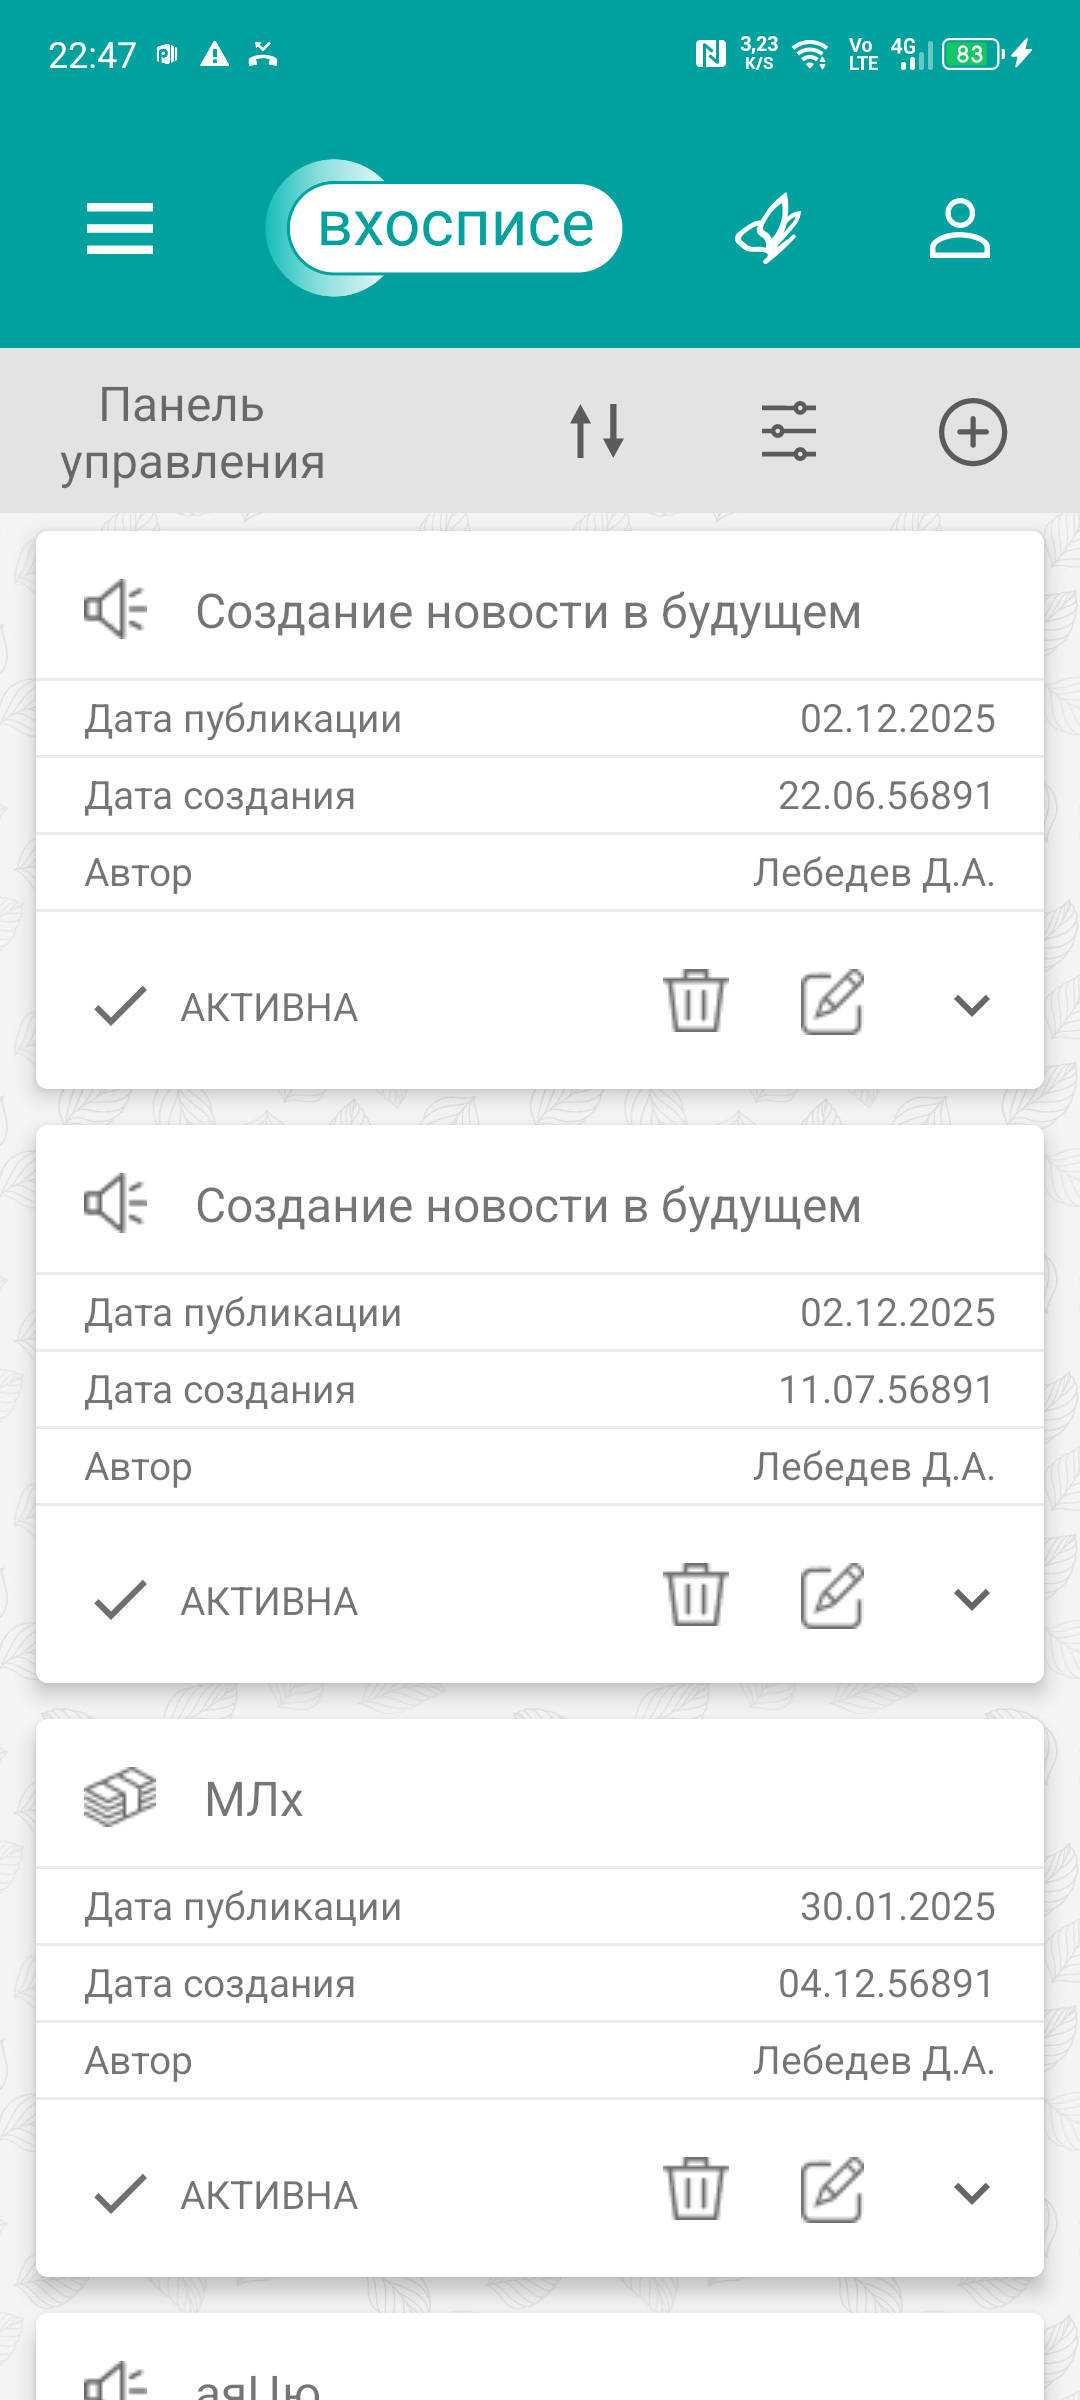 22:47
3,23
K/S
Vo
LTE
4G
83
вхосписе
Панель
управления
Создание новости в будущем
Дата публикации 02.12.2025
Дата создания 22.06.56891
Автор Лебедев Д.А.
АКТИВНА
Создание новости в будущем
Дата публикации 02.12.2025
Дата создания 11.07.56891
Автор Лебедев Д.А.
АКТИВНА
МЛх
Дата публикации 30.01.2025
Дата создания 04.12.56891
Автор Лебедев Д.А.
АКТИВНА